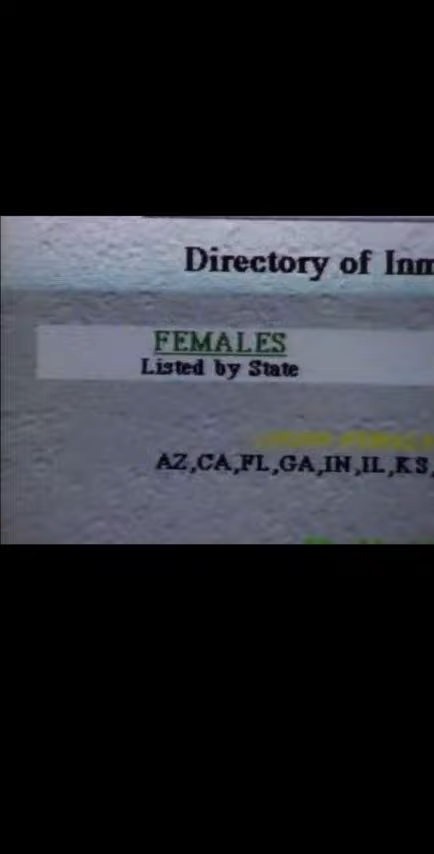 Directory of Inm
FEMALES
Listed by State
AZ,CA,FL,GA,IN,IL,KS,